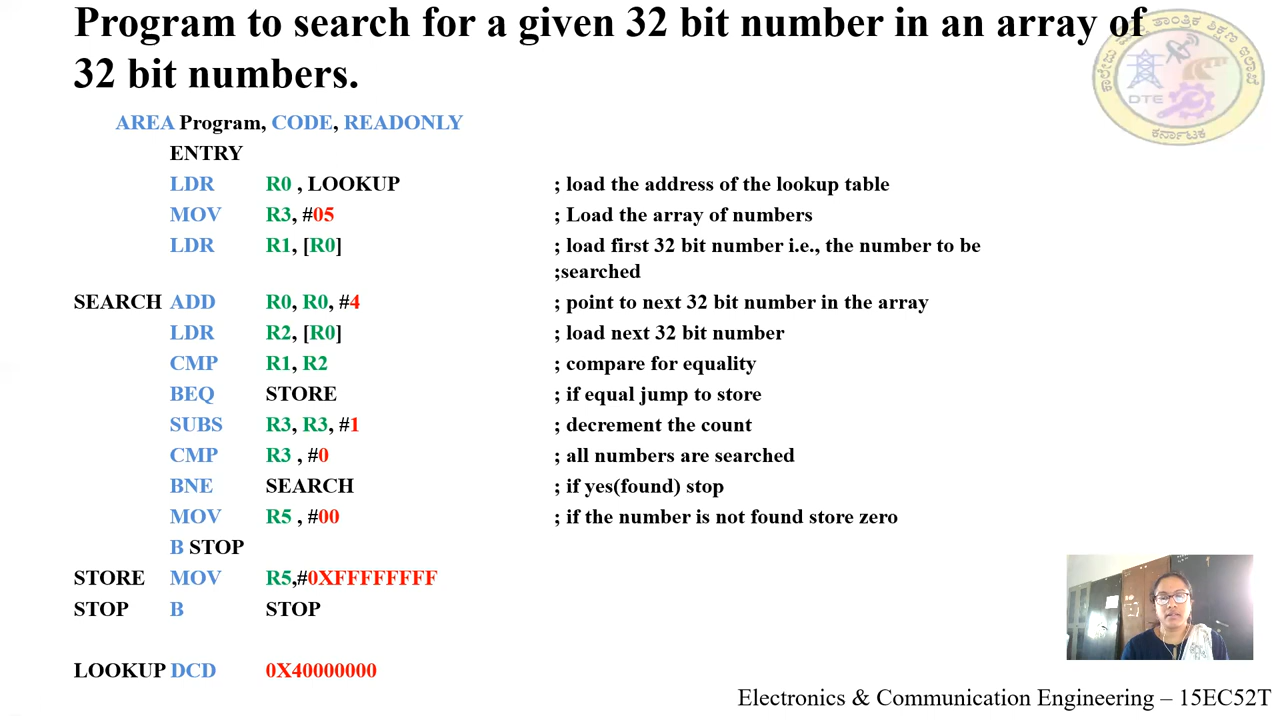 Program to search for a given 32 bit number in an array of
32 bit numbers.
AREA Program, CODE, READONLY
ENTRY
LDR R0 , LOOKUP ; load the address of the lookup table
MOV R3, #05 ; Load the array of numbers
LDR R1, [R0] ; load first 32 bit number i.e., the number to be
;searched
SEARCH ADD R0, R0, #4 ; point to next 32 bit number in the array
LDR R2, [R0] ; load next 32 bit number
CMP R1, R2 ; compare for equality
BEQ STORE ; if equal jump to store
SUBS R3, R3, #1 ; decrement the count
CMP R3 , #0 ; all numbers are searched
BNE SEARCH ; if yes(found) stop
MOV R5 , #00 ; if the number is not found store zero
B STOP
STORE MOV R5,#0XFFFFFFFF
STOP B STOP
LOOKUP DCD 0X40000000
Electronics & Communication Engineering – 15EC52T
DTE
ಕರ್ನಾಟಕ